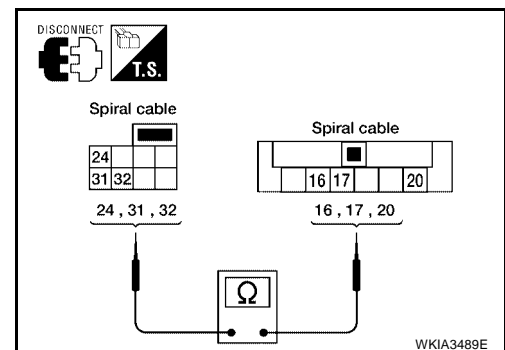 DISCONNECT
T.S.
Spiral cable
24
31 32
24 , 31 , 32
Spiral cable
16 17 20
16 , 17 , 20
Ω
WKIA3489E